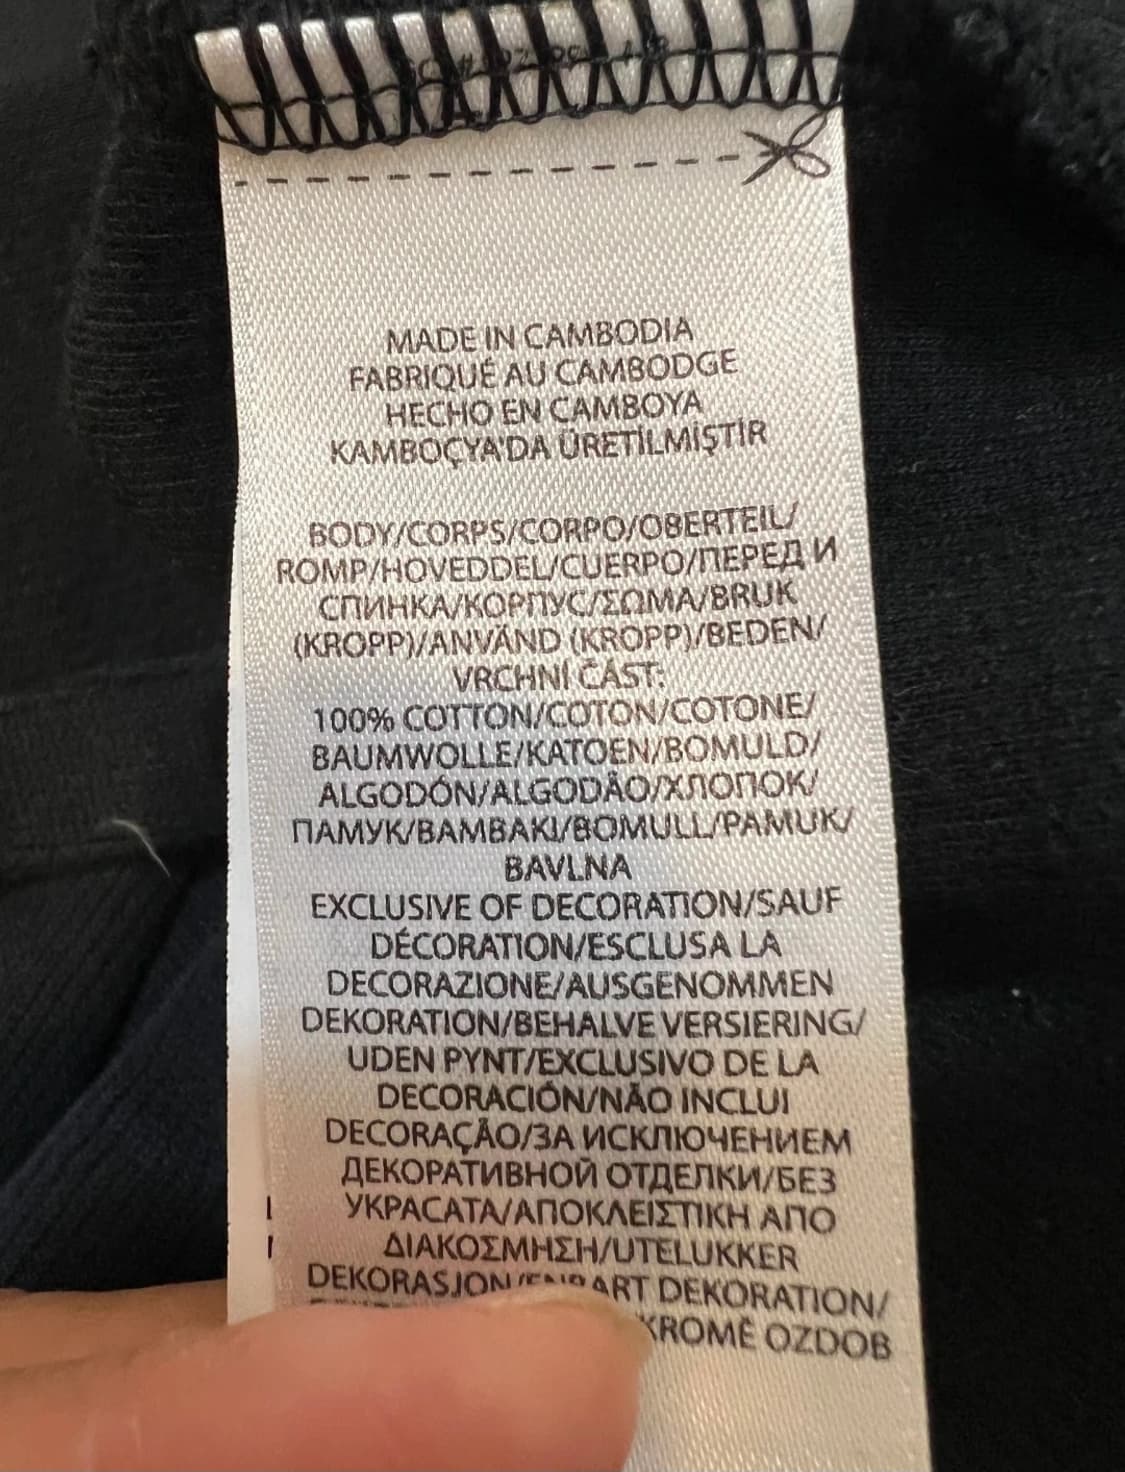 MADE IN CAMBODIA
FABRIQUÉ AU CAMBODGE
HECHO EN CAMBOYA
KAMBOÇYA'DA ÜRETİLMİŞTİR
BODY/CORPS/CORPO/OBERTEIL/
ROMP/HOVEDDEL/CUERPO/ПЕРЕД И
СПИНКА/КОРПУС/ΣΩΜΑ/BRUK
(KROPP)/ANVÄND (KROPP)/BEDEN/
VRCHNÍ ČÁST:
100% COTTON/COTON/COTONE/
BAUMWOLLE/KATOEN/BOMULD/
ALGODÓN/ALGODÃO/ХЛОПОК/
ПАМУК/ΒΑΜΒΑΚΙ/BOMULL/PAMUK/
BAVLNA
EXCLUSIVE OF DECORATION/SAUF
DÉCORATION/ESCLUSA LA
DECORAZIONE/AUSGENOMMEN
DEKORATION/BEHALVE VERSIERING/
UDEN PYNT/EXCLUSIVO DE LA
DECORACIÓN/NÃO INCLUI
DECORAÇÃO/ЗА ИСКЛЮЧЕНИЕМ
ДЕКОРАТИВНОЙ ОТДЕЛКИ/БЕЗ
УКРАСАТА/ΑΠΟΚΛΕΙΣΤΙΚΗ ΑΠΟ
ΔΙΑΚΟΣΜΗΣΗ/UTELUKKER
DEKORASJON/ DEKORATION/
KROMĚ OZDOB